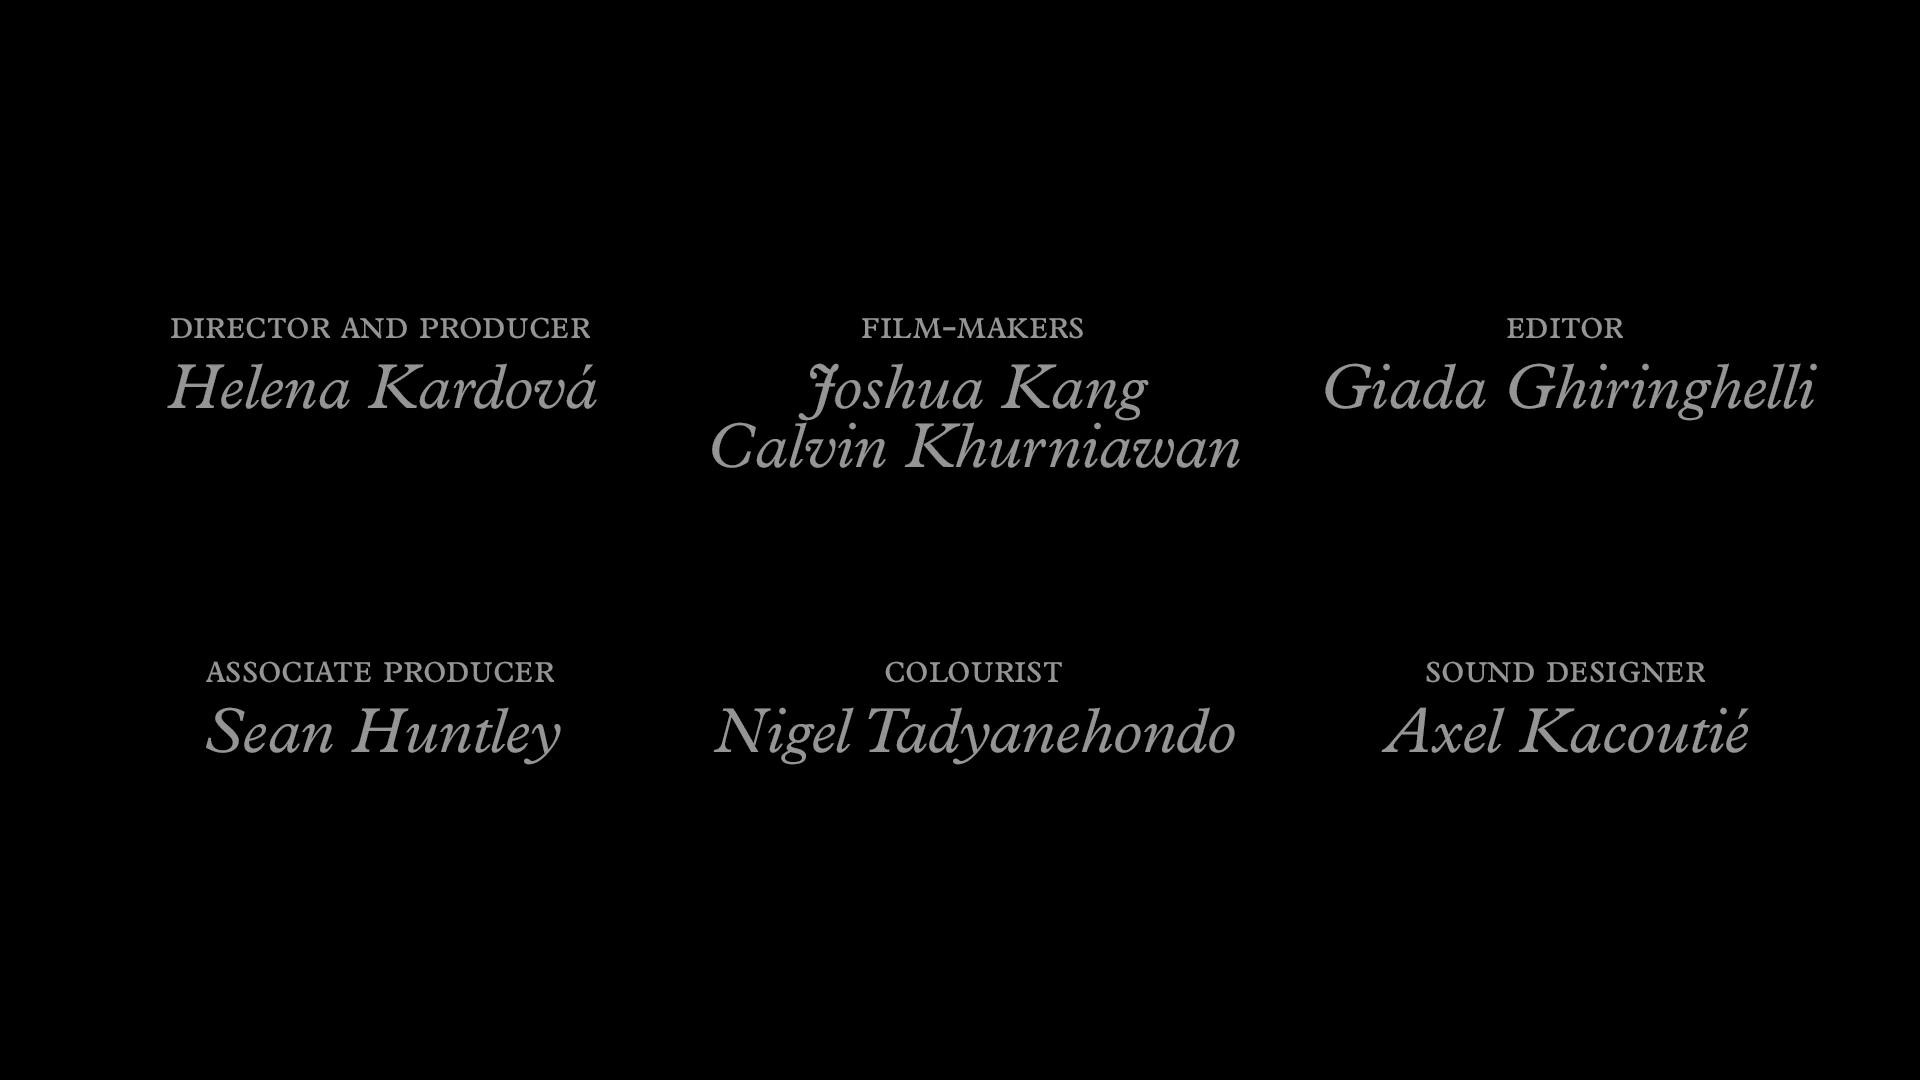 DIRECTOR AND PRODUCER
Helena Kardová
FILM-MAKERS
Joshua Kang
Calvin Khurniawan
EDITOR
Giada Ghiringhelli
ASSOCIATE PRODUCER
Sean Huntley
COLOURIST
Nigel Tadyanehondo
SOUND DESIGNER
Axel Kacoutié